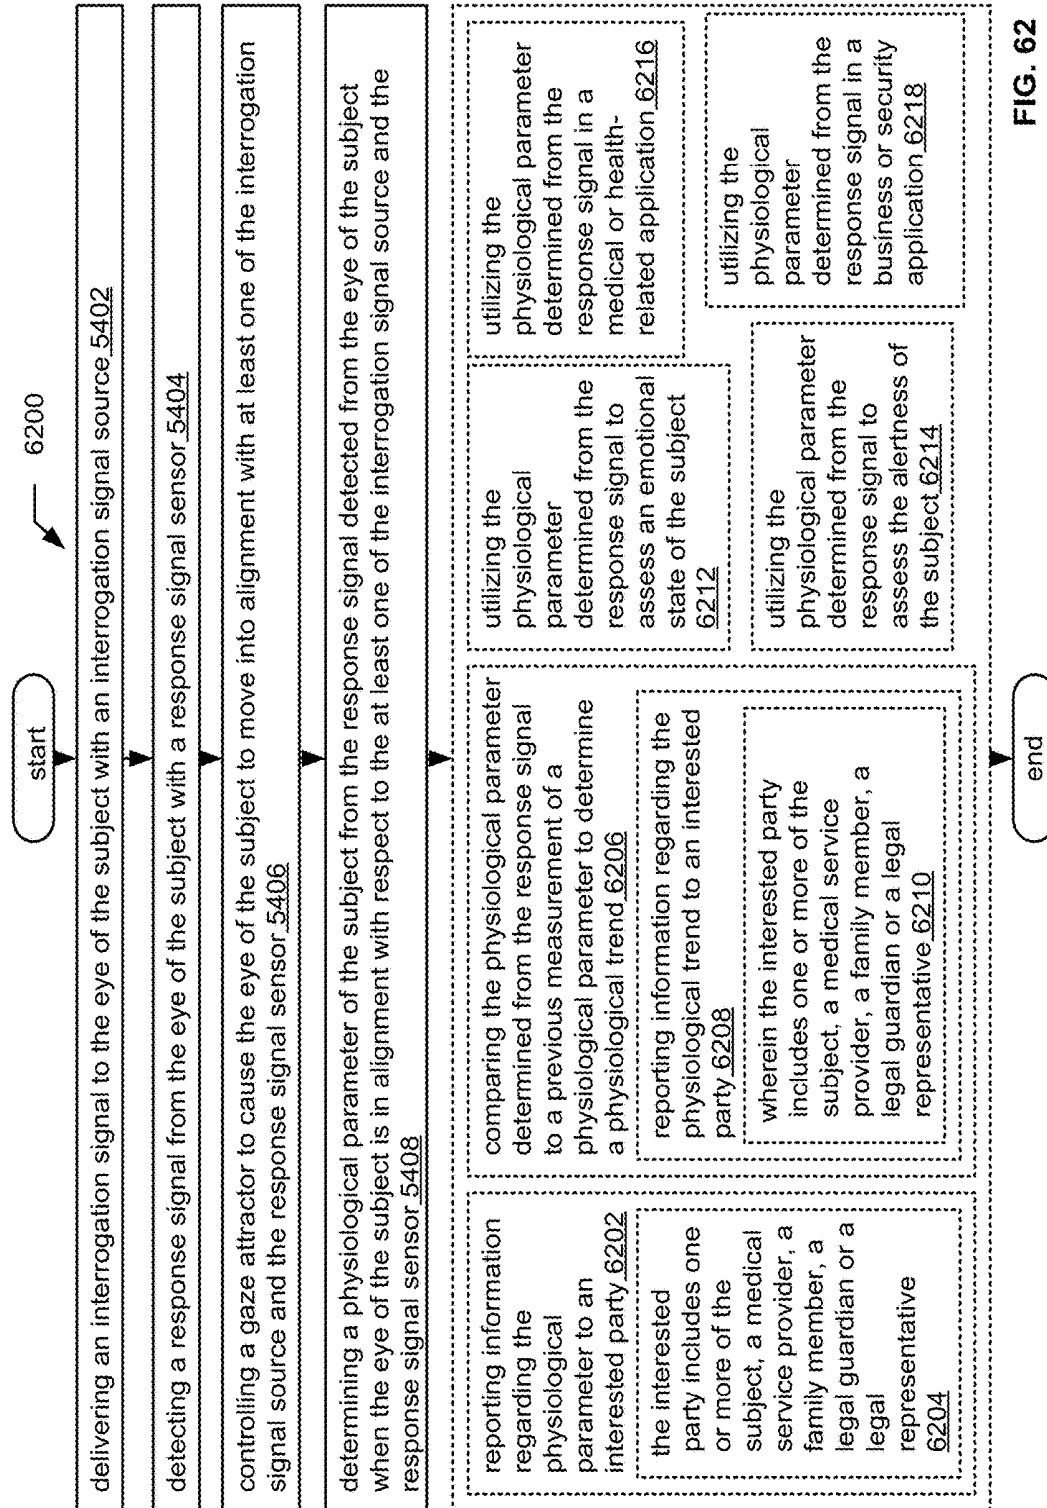 start
6200
delivering an interrogation signal to the eye of the subject with an interrogation signal source 5402
detecting a response signal from the eye of the subject with a response signal sensor 5404
controlling a gaze attractor to cause the eye of the subject to move into alignment with at least one of the interrogation
signal source and the response signal sensor 5406
determining a physiological parameter of the subject from the response signal detected from the eye of the subject
when the eye of the subject is in alignment with respect to the at least one of the interrogation signal source and the
response signal sensor 5408
reporting information
regarding the
physiological
parameter to an
interested party 6202
the interested
party includes one
or more of the
subject, a medical
service provider, a
family member, a
legal guardian or a
legal
representative
6204
comparing the physiological parameter
determined from the response signal
to a previous measurement of a
physiological parameter to determine
a physiological trend 6206
reporting information regarding the
physiological trend to an interested
party 6208
wherein the interested party
includes one or more of the
subject, a medical service
provider, a family member, a
legal guardian or a legal
representative 6210
utilizing the
physiological
parameter
determined from the
response signal to
assess an emotional
state of the subject
6212
utilizing the
physiological parameter
determined from the
response signal to
assess the alertness of
the subject 6214
utilizing the
physiological parameter
determined from the
response signal in a
medical or health-
related application 6216
utilizing the
physiological
parameter
determined from the
response signal in a
business or security
application 6218
end
FIG. 62